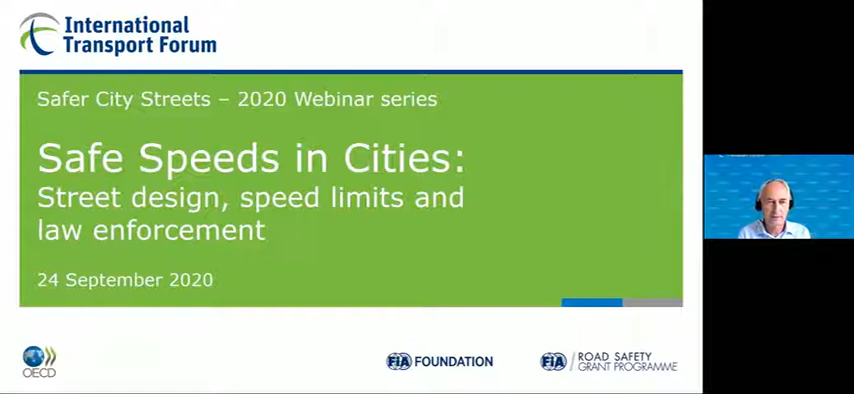 International
Transport Forum
Safer City Streets – 2020 Webinar series
Safe Speeds in Cities:
Street design, speed limits and
law enforcement
24 September 2020
OECD
FIA FOUNDATION
FIA ROAD SAFETY
GRANT PROGRAMME